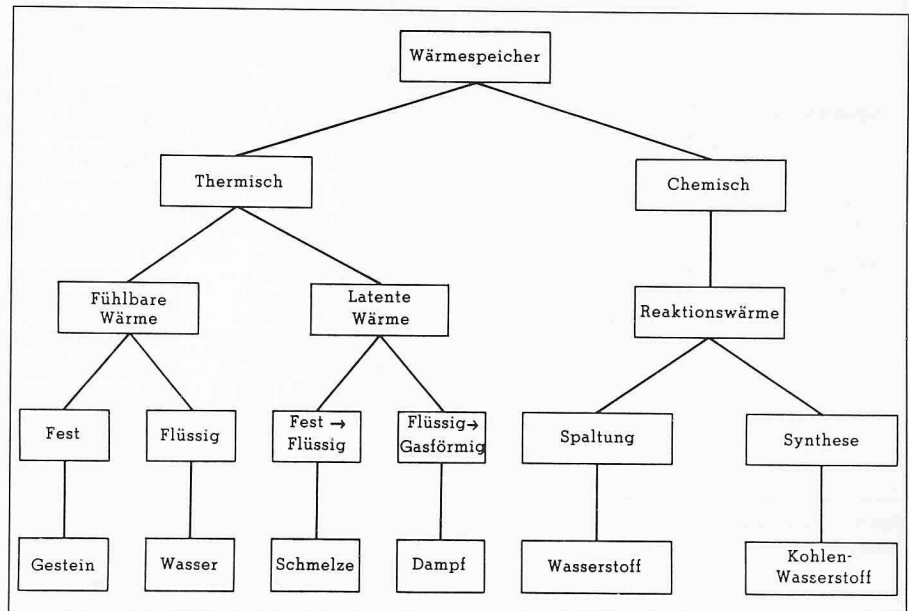 Wärmespeicher
Thermisch
Chemisch
Fühlbare
Wärme
Latente
Wärme
Reaktionswärme
Fest
Flüssig
Fest →
Flüssig
Flüssig→
Gasförmig
Spaltung
Synthese
Gestein
Wasser
Schmelze
Dampf
Wasserstoff
Kohlen-
Wasserstoff